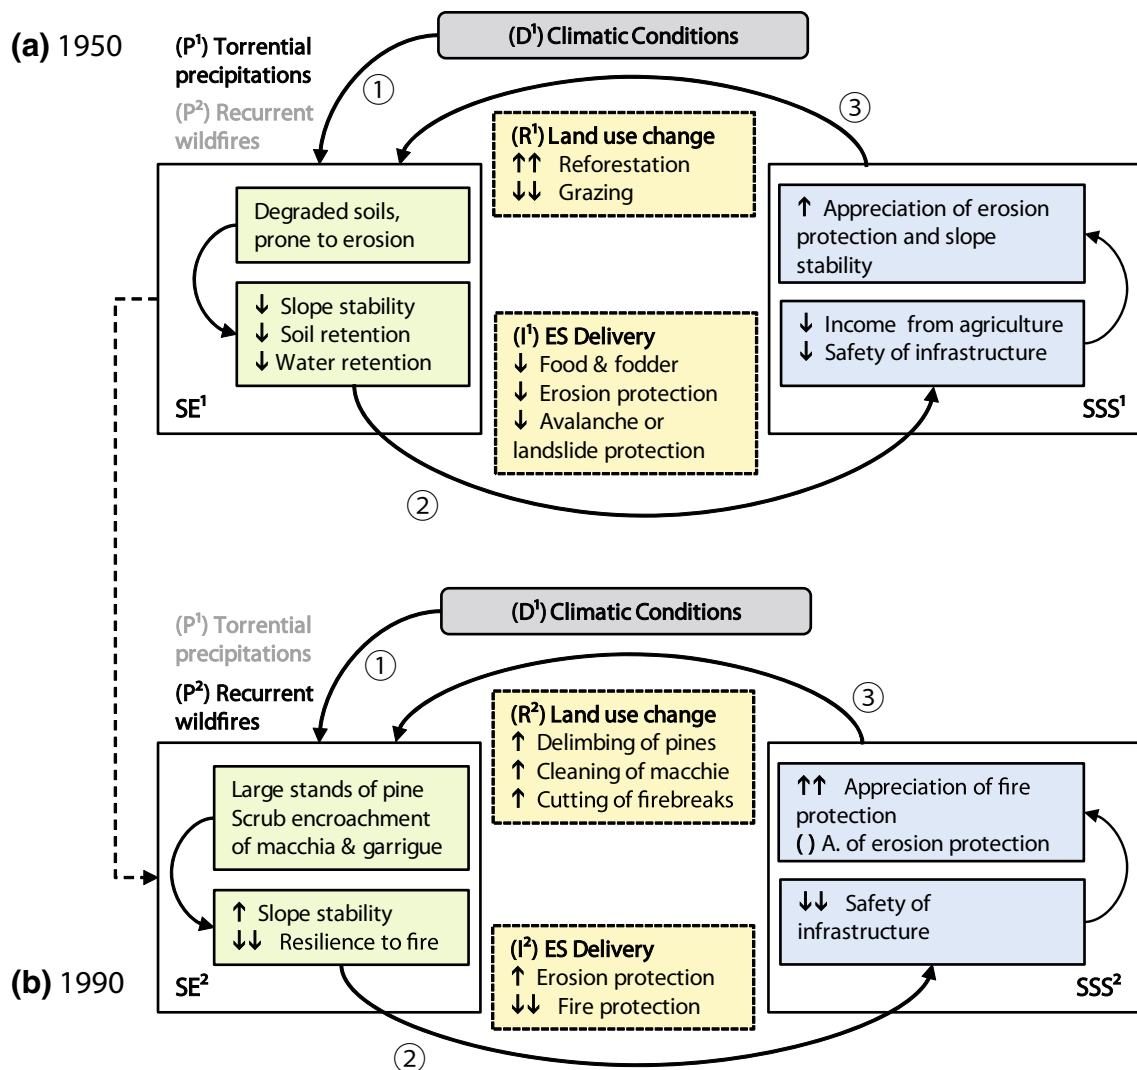 (a) 1950
(P¹) Torrential
precipitations
(P²) Recurrent
wildfires
(D¹) Climatic Conditions
①
③
(R¹) Land use change
↑↑ Reforestation
↓↓ Grazing
Degraded soils,
prone to erosion
↓ Slope stability
↓ Soil retention
↓ Water retention
SE¹
(I¹) ES Delivery
↓ Food & fodder
↓ Erosion protection
↓ Avalanche or
landslide protection
↑ Appreciation of erosion
protection and slope
stability
↓ Income from agriculture
↓ Safety of infrastructure
SSS¹
②
(D¹) Climatic Conditions
(P¹) Torrential
precipitations
(P²) Recurrent
wildfires
①
③
(R²) Land use change
↑ Delimbing of pines
↑ Cleaning of macchie
↑ Cutting of firebreaks
Large stands of pine
Scrub encroachment
of macchia & garrigue
↑ Slope stability
↓↓ Resilience to fire
SE²
(I²) ES Delivery
↑ Erosion protection
↓↓ Fire protection
↑↑ Appreciation of fire
protection
( ) A. of erosion protection
↓↓ Safety of
infrastructure
SSS²
(b) 1990
②